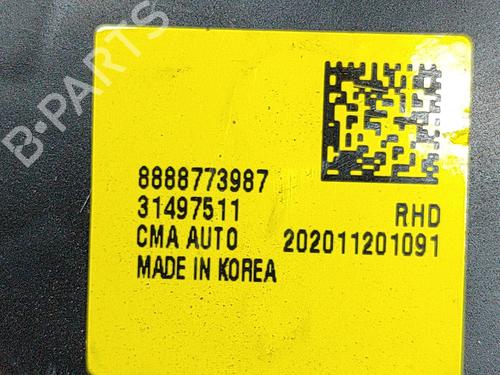 B-PARTS
8888773987
31497511 RHD
CMA AUTO 202011201091
MADE IN KOREA